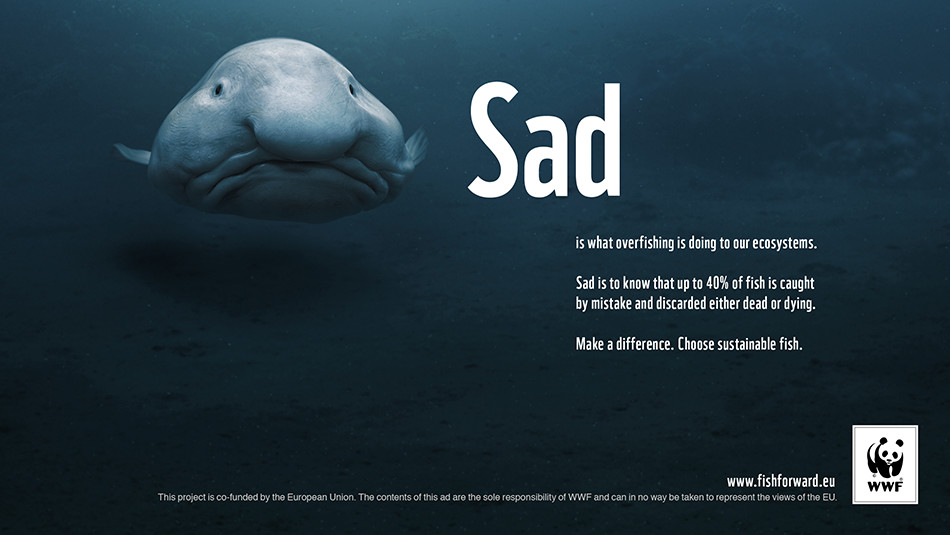 Sad
is what overfishing is doing to our ecosystems.
Sad is to know that up to 40% of fish is caught
by mistake and discarded either dead or dying.
Make a difference. Choose sustainable fish.
www.fishforward.eu
This project is co-funded by the European Union. The contents of this ad are the sole responsibility of WWF and can in no way be taken to represent the views of the EU.
WWF